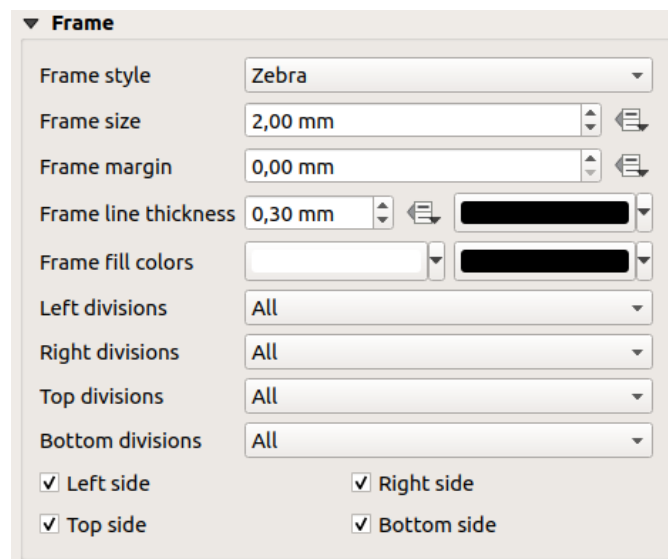 Frame
Frame style Zebra
Frame size 2,00 mm
Frame margin 0,00 mm
Frame line thickness 0,30 mm
Frame fill colors
Left divisions All
Right divisions All
Top divisions All
Bottom divisions All
Left side Right side
Top side Bottom side